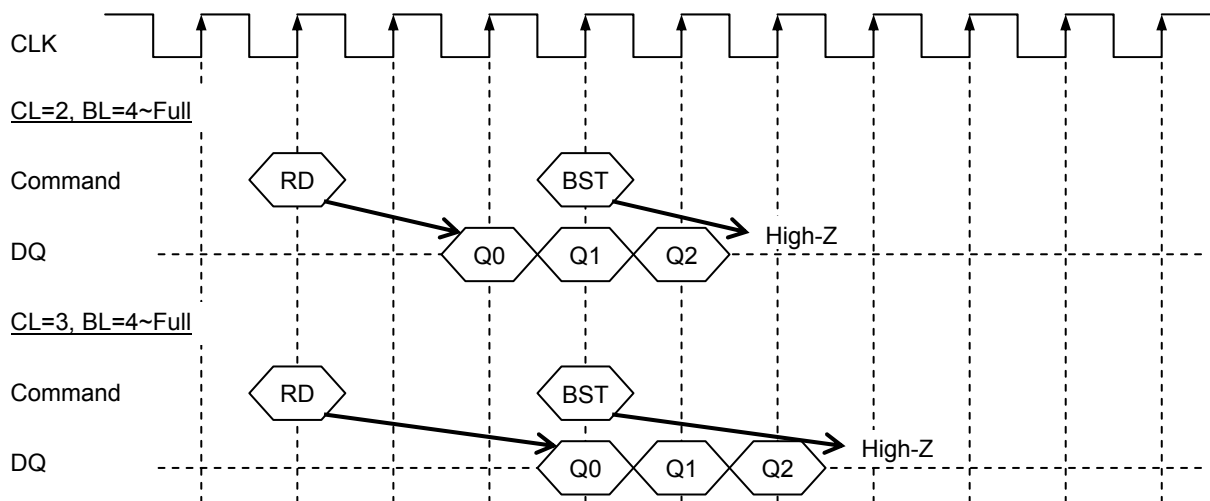 CLK
CL=2, BL=4~Full
Command RD BST
DQ Q0 Q1 Q2 High-Z
CL=3, BL=4~Full
Command RD BST
DQ Q0 Q1 Q2 High-Z